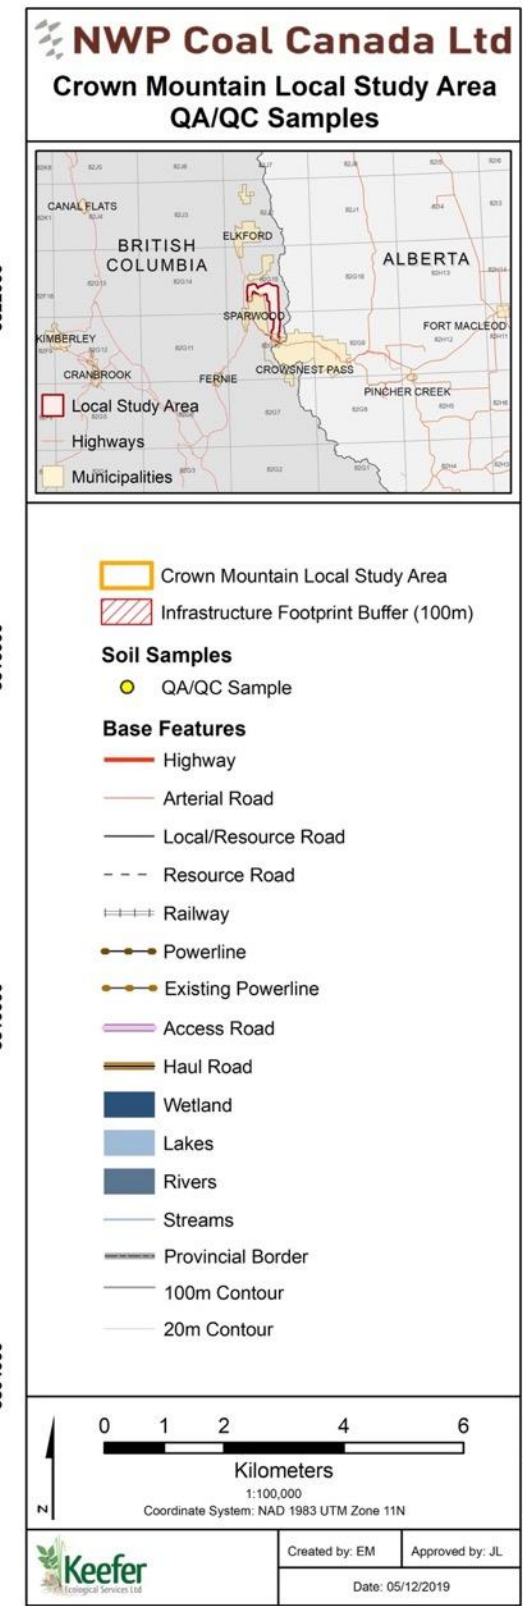 NWP Coal Canada Ltd
Crown Mountain Local Study Area
QA/QC Samples
CANAL FLATS
BRITISH
COLUMBIA
ELKFORD
ALBERTA
SPARWOOD
FORT MACLEOD
KIMBERLEY
CRANBROOK
FERNIE
CROWSNEST PASS
PINCHER CREEK
Local Study Area
Highways
Municipalities
Crown Mountain Local Study Area
Infrastructure Footprint Buffer (100m)
Soil Samples
QA/QC Sample
Base Features
Highway
Arterial Road
Local/Resource Road
Resource Road
Railway
Powerline
Existing Powerline
Access Road
Haul Road
Wetland
Lakes
Rivers
Streams
Provincial Border
100m Contour
20m Contour
0 1 2 4 6
Kilometers
1:100,000
Coordinate System: NAD 1983 UTM Zone 11N
N
Keefer
Ecological Services Ltd
Created by: EM
Approved by: JL
Date: 05/12/2019